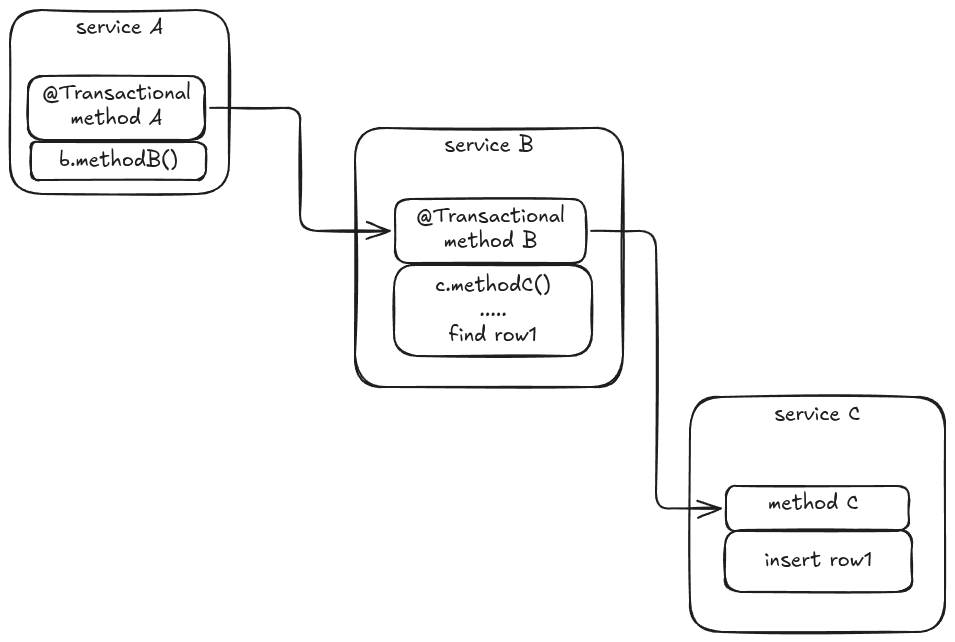 service A
@Transactional
method A
b.methodB()
service B
@Transactional
method B
c.methodC()
.....
find row1
service C
method C
insert row1